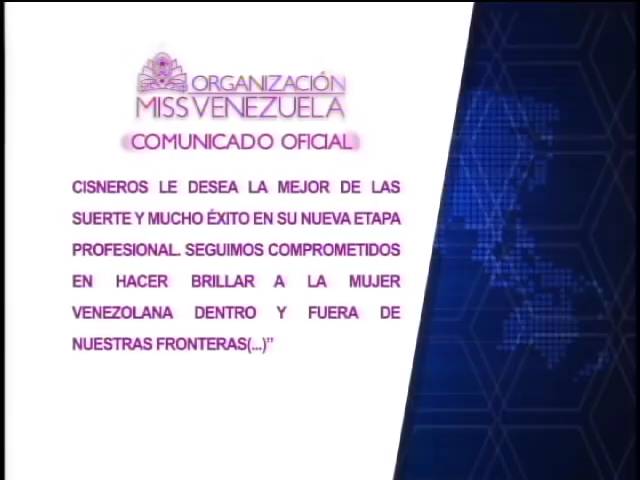 ORGANIZACIÓN
MISS VENEZUELA
COMUNICADO OFICIAL
CISNEROS LE DESEA LA MEJOR DE LAS
SUERTE Y MUCHO ÉXITO EN SU NUEVA ETAPA
PROFESIONAL. SEGUIMOS COMPROMETIDOS
EN HACER BRILLAR A LA MUJER
VENEZOLANA DENTRO Y FUERA DE
NUESTRAS FRONTERAS(...)”